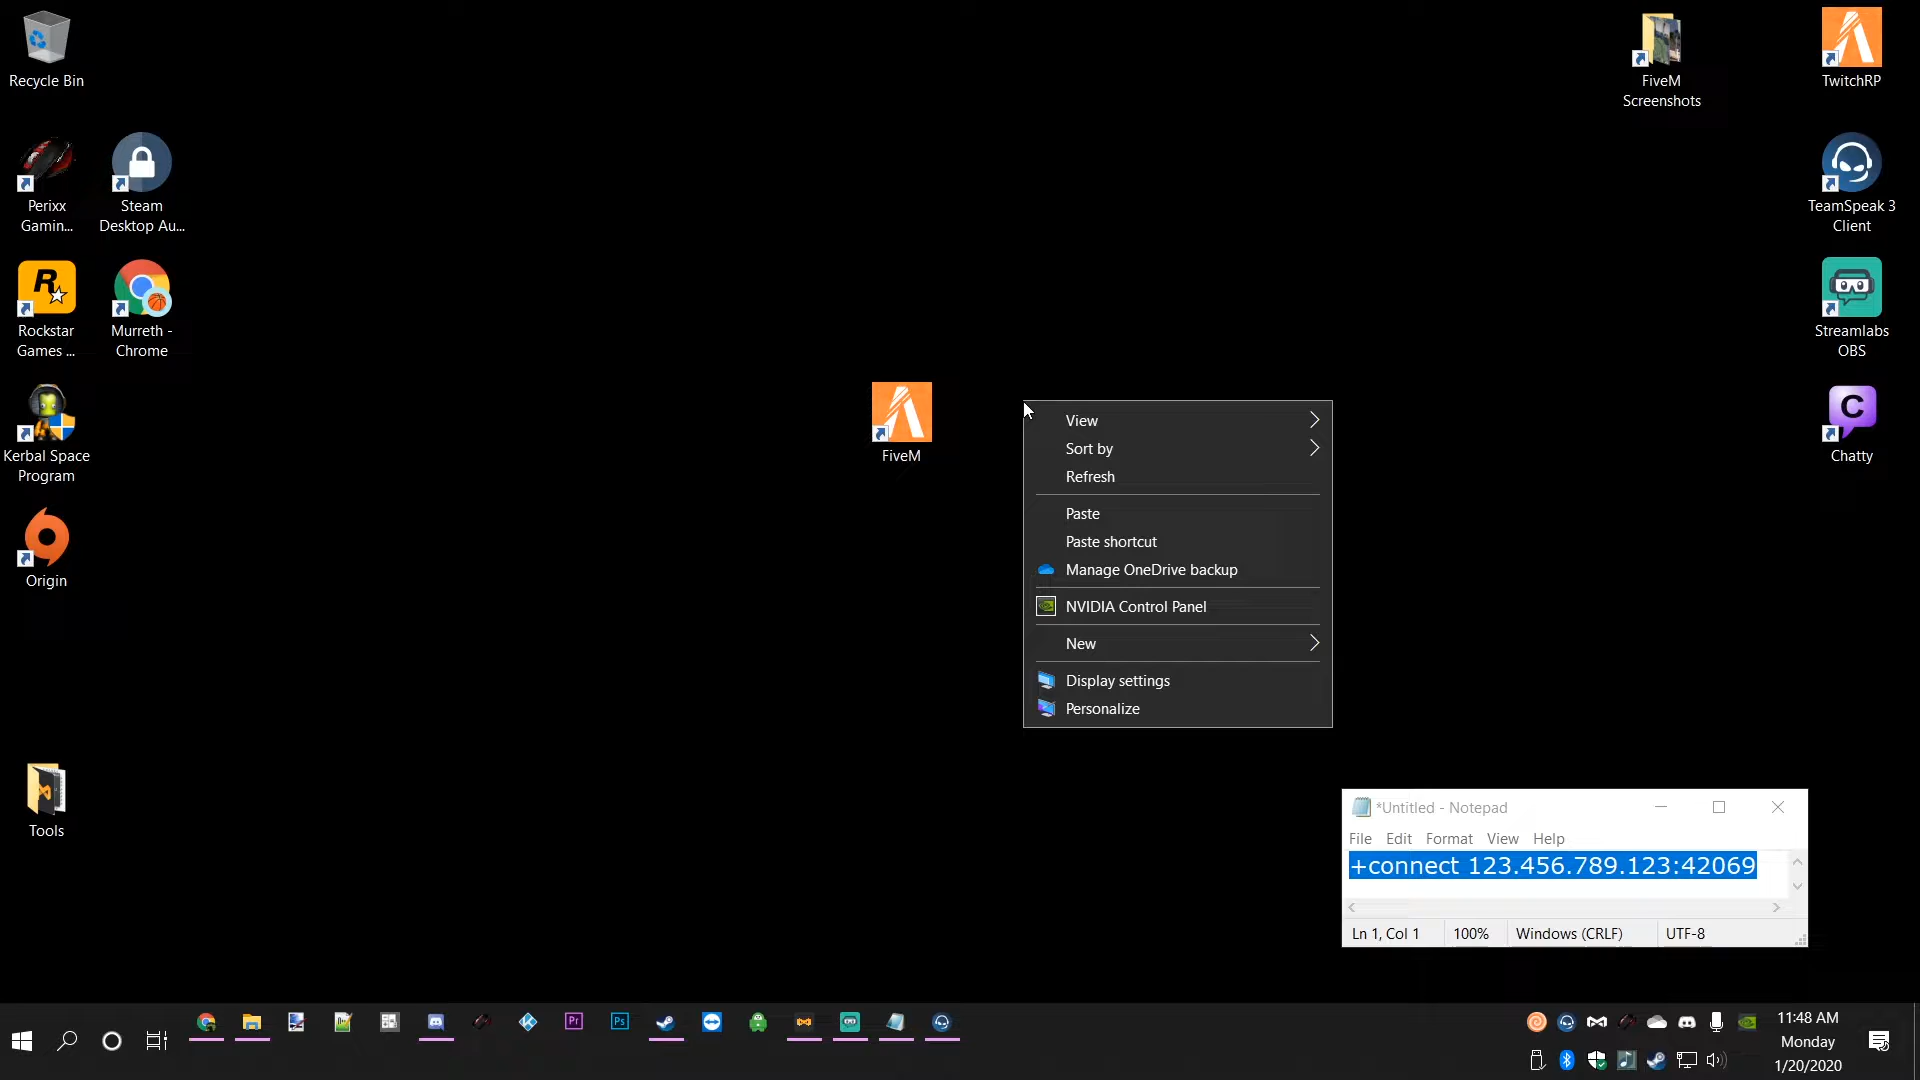 Recycle Bin
FiveM
Screenshots
TwitchRP
Perixx
Gamin...
Steam
Desktop Au...
TeamSpeak 3
Client
Rockstar
Games ...
Murreth -
Chrome
Streamlabs
OBS
Kerbal Space
Program
FiveM
Chatty
Origin
Tools
View
Sort by
Refresh
Paste
Paste shortcut
Manage OneDrive backup
NVIDIA Control Panel
New
Display settings
Personalize
*Untitled - Notepad
File Edit Format View Help
+connect 123.456.789.123:42069
Ln 1, Col 1 100% Windows (CRLF) UTF-8
Pr
Ps
11:48 AM
Monday
1/20/2020